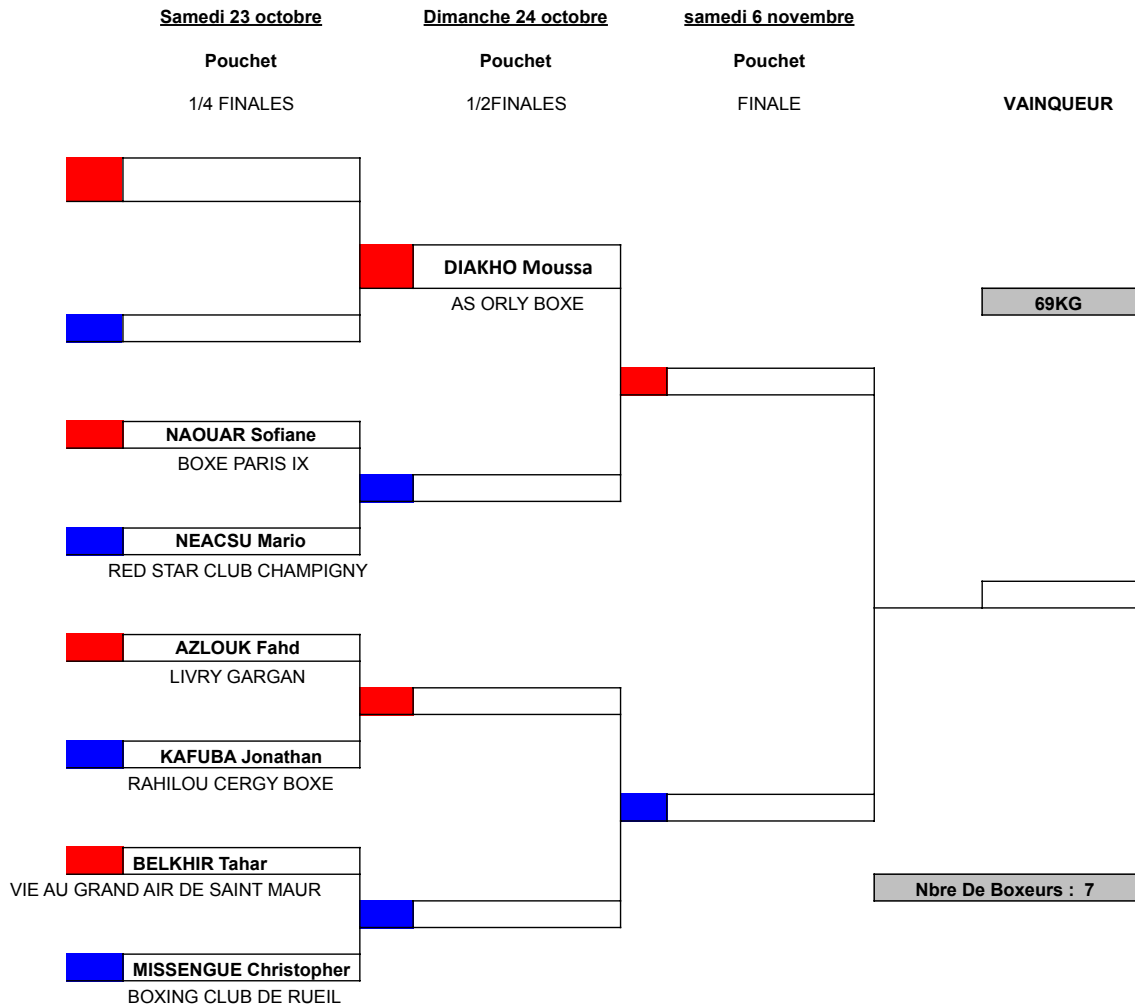 Samedi 23 octobre Dimanche 24 octobre samedi 6 novembre
Pouchet Pouchet Pouchet
1/4 FINALES 1/2FINALES FINALE VAINQUEUR
DIAKHO Moussa
AS ORLY BOXE
69KG
NAOUAR Sofiane
BOXE PARIS IX
NEACSU Mario
RED STAR CLUB CHAMPIGNY
AZLOUK Fahd
LIVRY GARGAN
KAFUBA Jonathan
RAHILOU CERGY BOXE
BELKHIR Tahar
VIE AU GRAND AIR DE SAINT MAUR
Nbre De Boxeurs : 7
MISSENGUE Christopher
BOXING CLUB DE RUEIL